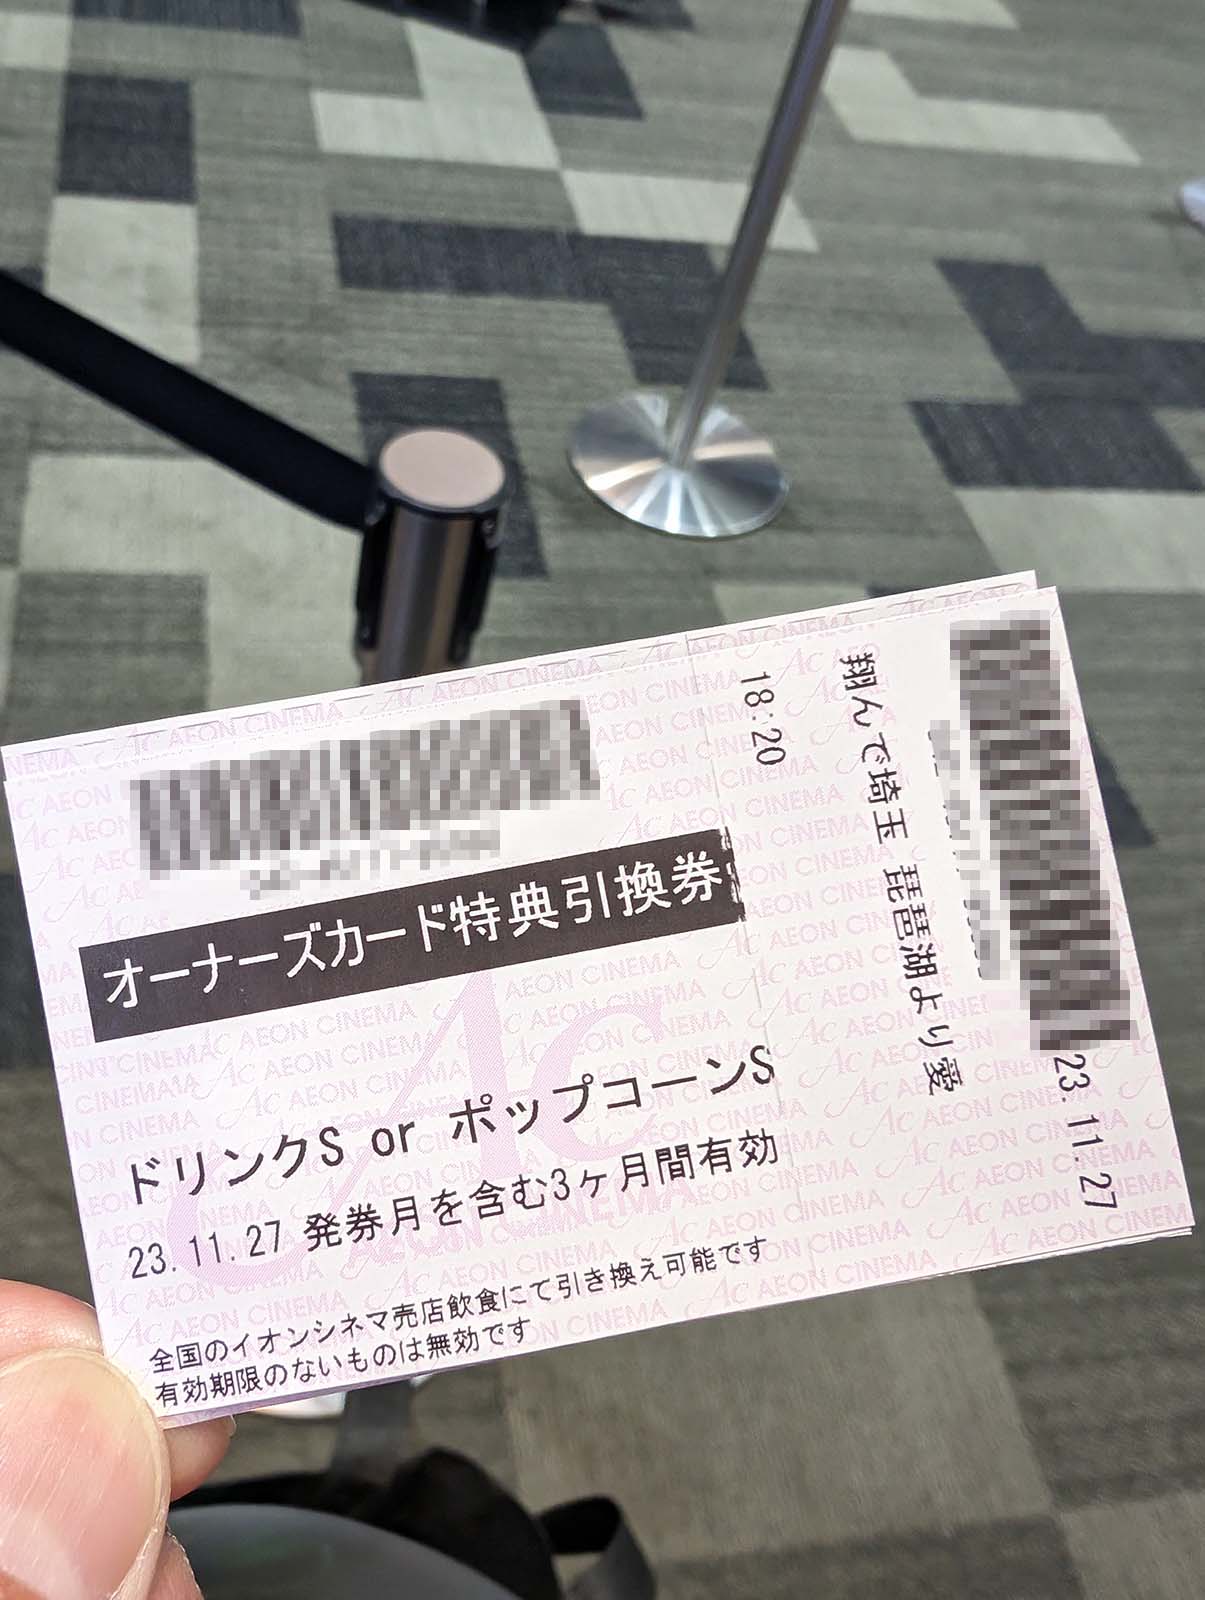 オーナーズカード特典引換券
ドリンクS or ポップコーンS
23.11.27 発券月を含む3ヶ月間有効
全国のイオンシネマ売店飲食にて引き換え可能です
有効期限のないものは無効です
18:20
翔んで埼玉 琵琶湖より愛
23.11.27
AC AEON CINEMA